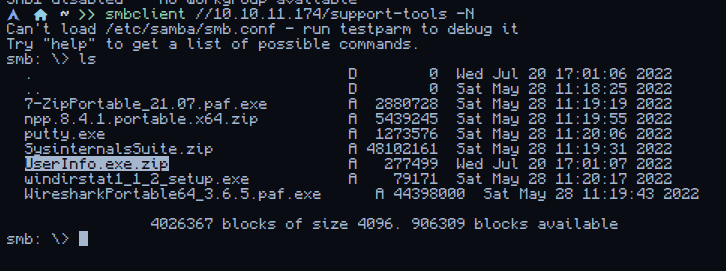 SMB1 disabled -- no workgroup available
~ >> smbclient //10.10.11.174/support-tools -N
Can't load /etc/samba/smb.conf - run testparm to debug it
Try "help" to get a list of possible commands.
smb: \> ls
. D 0 Wed Jul 20 17:01:06 2022
.. D 0 Sat May 28 11:18:25 2022
7-ZipPortable_21.07.paf.exe A 2880728 Sat May 28 11:19:19 2022
npp.8.4.1.portable.x64.zip A 5439245 Sat May 28 11:19:55 2022
putty.exe A 1273576 Sat May 28 11:20:06 2022
SysinternalsSuite.zip A 48102161 Sat May 28 11:19:31 2022
UserInfo.exe.zip A 277499 Wed Jul 20 17:01:07 2022
windirstat1_1_2_setup.exe A 79171 Sat May 28 11:20:17 2022
WiresharkPortable64_3.6.5.paf.exe A 44398000 Sat May 28 11:19:43 2022
4026367 blocks of size 4096. 906309 blocks available
smb: \>